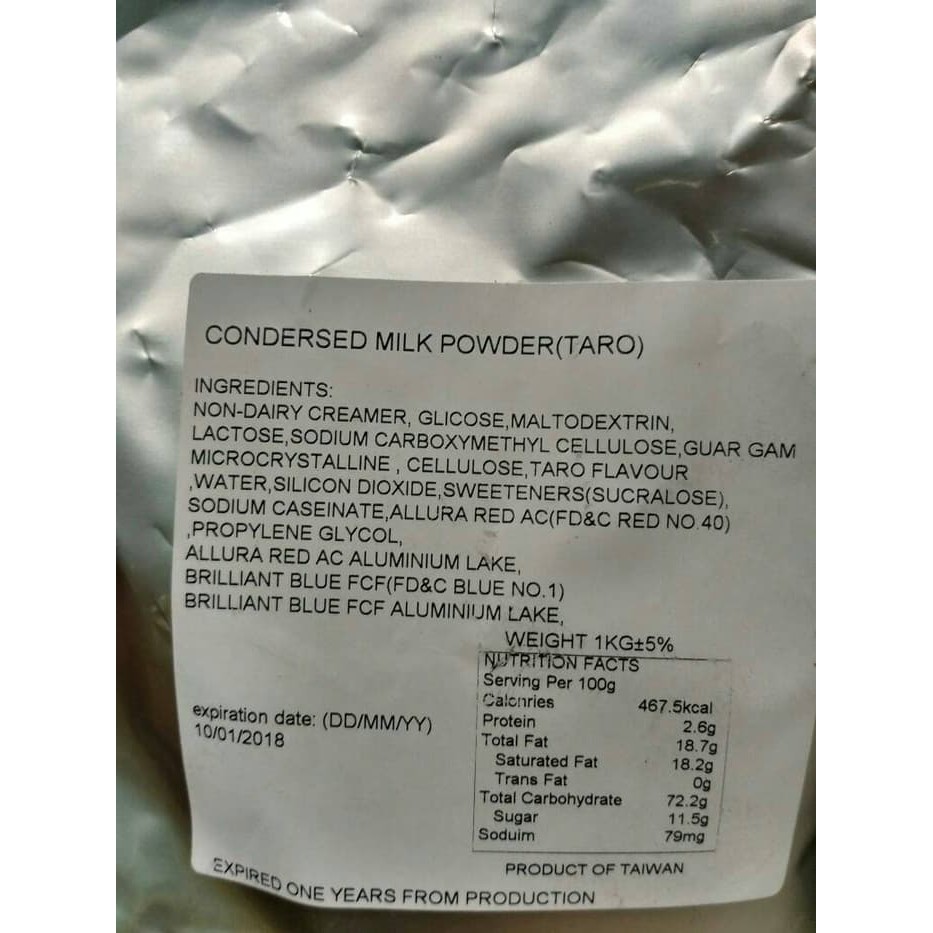 CONDERSED MILK POWDER(TARO)
INGREDIENTS:
NON-DAIRY CREAMER, GLICOSE,MALTODEXTRIN,
LACTOSE,SODIUM CARBOXYMETHYL CELLULOSE,GUAR GAM
MICROCRYSTALLINE , CELLULOSE,TARO FLAVOUR
,WATER,SILICON DIOXIDE,SWEETENERS(SUCRALOSE),
SODIUM CASEINATE,ALLURA RED AC(FD&C RED NO.40)
,PROPYLENE GLYCOL,
ALLURA RED AC ALUMINIUM LAKE,
BRILLIANT BLUE FCF(FD&C BLUE NO.1)
BRILLIANT BLUE FCF ALUMINIUM LAKE,
WEIGHT 1KG±5%
NUTRITION FACTS
Serving Per 100g
Calonries 467.5kcal
Protein 2.6g
Total Fat 18.7g
Saturated Fat 18.2g
Trans Fat 0g
Total Carbohydrate 72.2g
Sugar 11.5g
Soduim 79mg
expiration date: (DD/MM/YY)
10/01/2018
PRODUCT OF TAIWAN
EXPIRED ONE YEARS FROM PRODUCTION